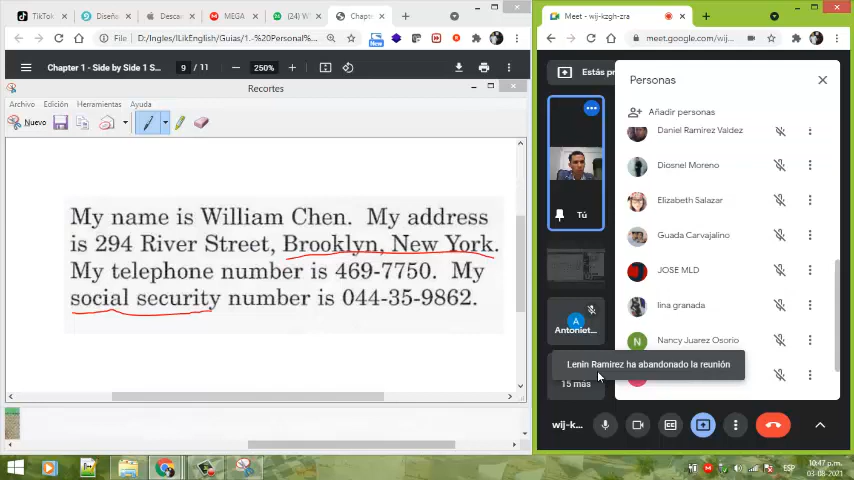 TikTok
Diseña
Descar
MEGA
(24) W
Chapte
Meet - wij-kzgh-zra
File D:/Ingles/ILikEnglish/Guias/1.-%20Personal%
New
meet.google.com/wij
Chapter 1 - Side by Side 1 S...
9 / 11
250%
Recortes
Archivo Edición Herramientas Ayuda
Nuevo
My name is William Chen. My address
is 294 River Street, Brooklyn, New York.
My telephone number is 469-7750. My
social security number is 044-35-9862.
Estás pr
Tú
Antoniet...
15 más
Personas
Añadir personas
Daniel Ramirez Valdez
Diosnel Moreno
Elizabeth Salazar
Guada Carvajalino
JOSE MLD
lina granada
N Nancy Juarez Osorio
Lenin Ramirez ha abandonado la reunión
wij-k...
ESP
10:47 p.m.
03-08-2021